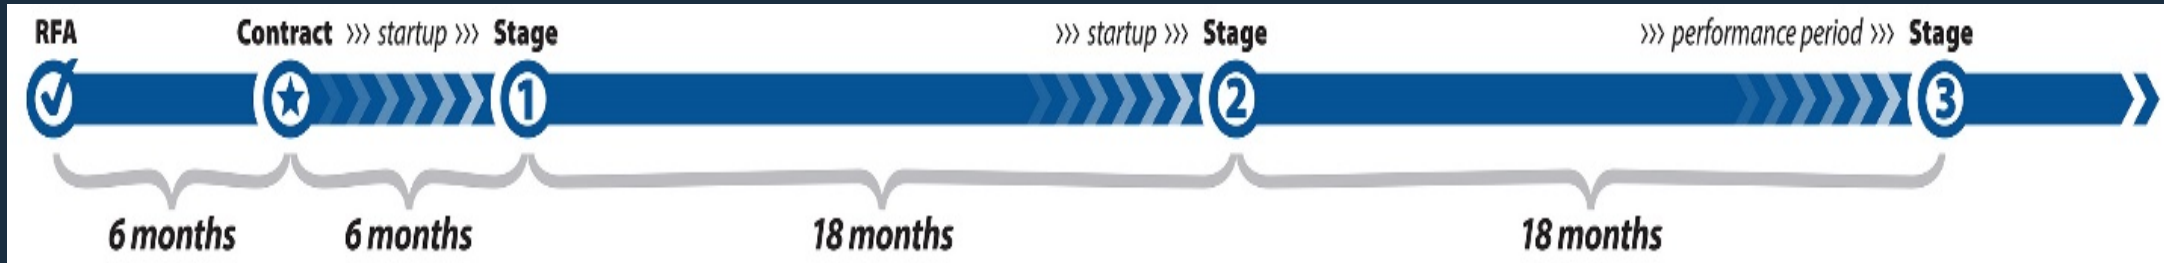 RFA Contract >>> startup >>> Stage >>> startup >>> Stage >>> performance period >>> Stage
1 2 3
6 months 6 months 18 months 18 months